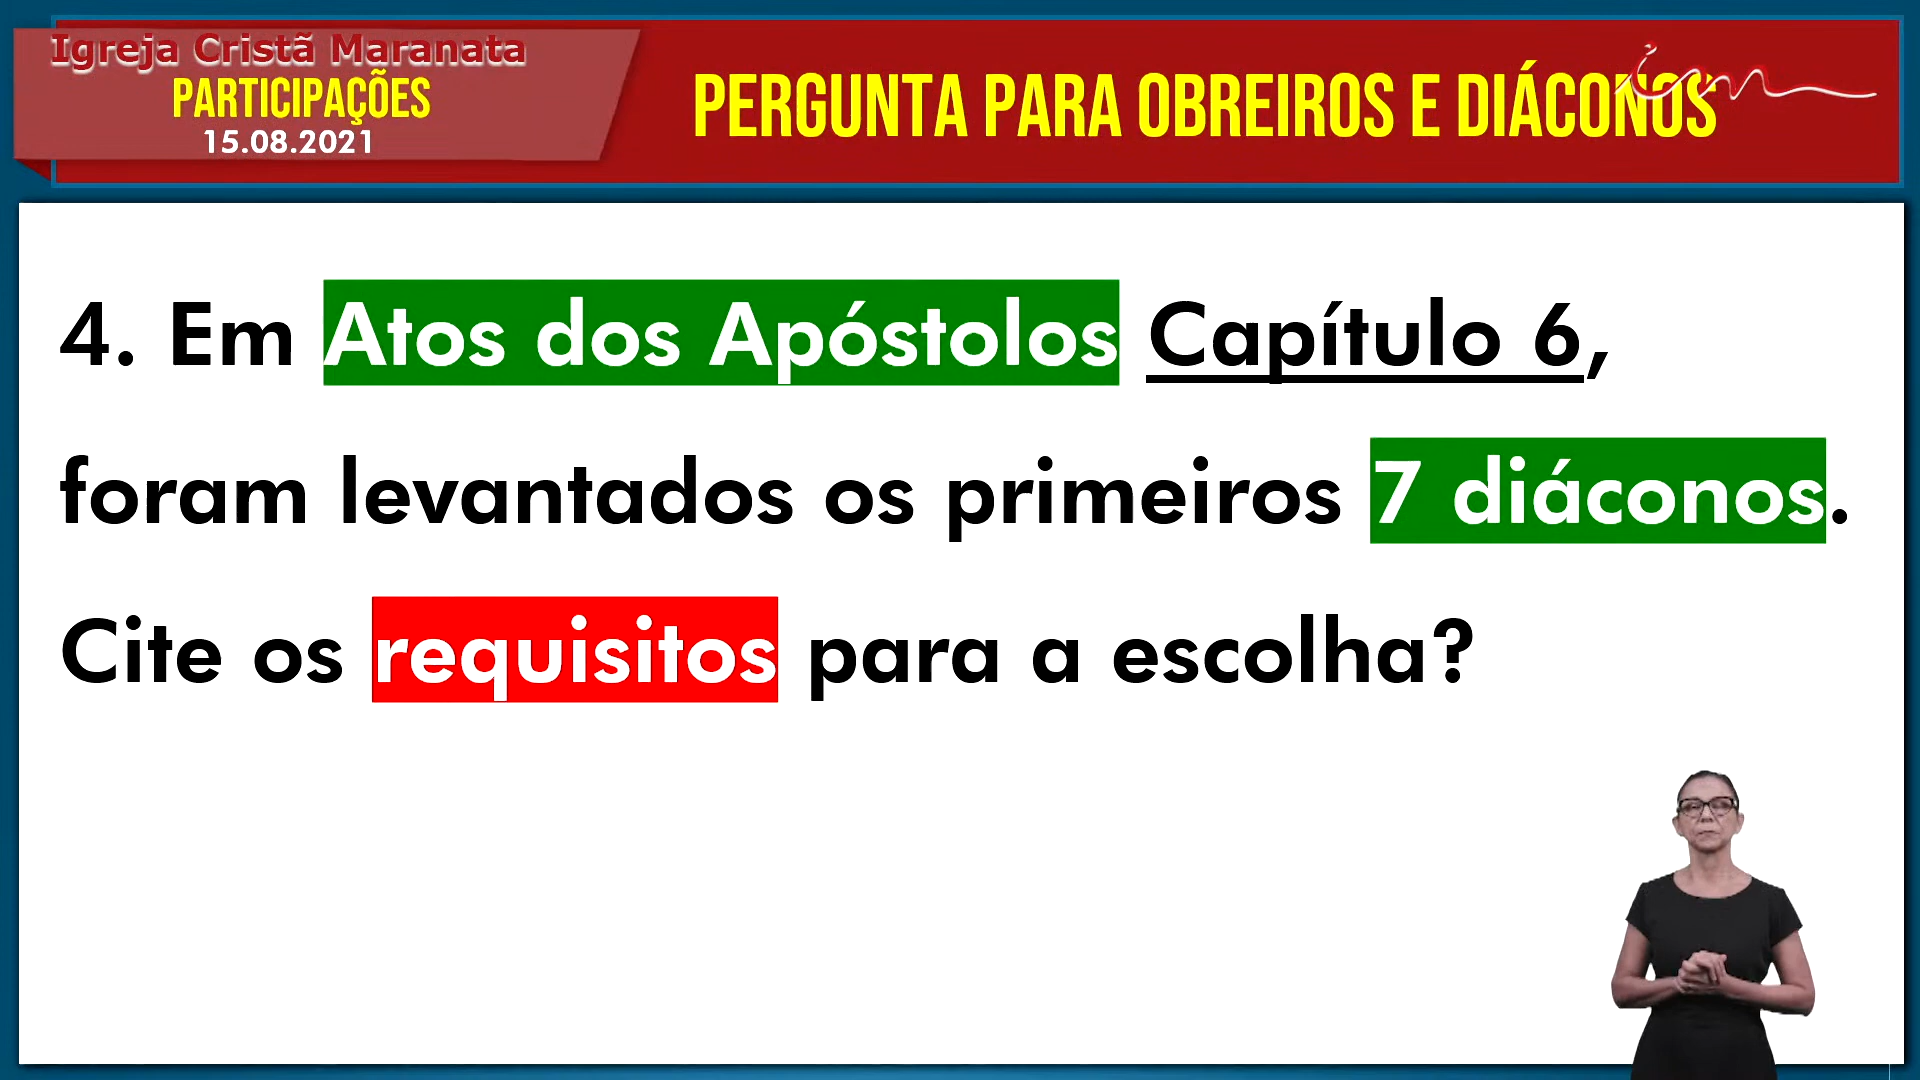 Igreja Cristã Maranata
PARTICIPAÇÕES
15.08.2021
PERGUNTA PARA OBREIROS E DIÁCONOS
4. Em Atos dos Apóstolos Capítulo 6,
foram levantados os primeiros 7 diáconos.
Cite os requisitos para a escolha?